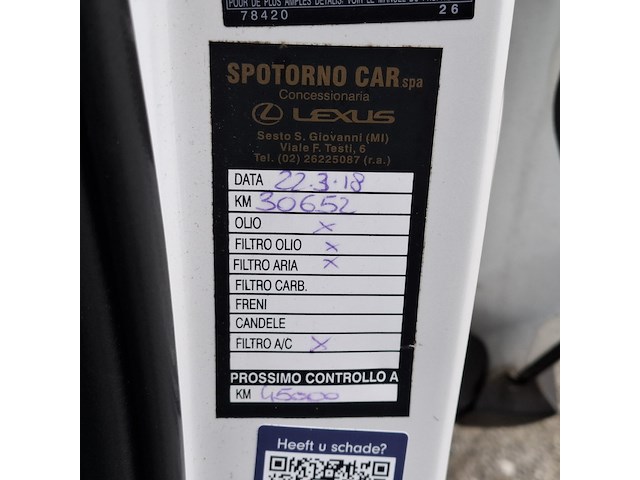 78420 26
SPOTORNO CAR spa
Concessionaria
LEXUS
Sesto S. Giovanni (MI)
Viale F. Testi, 6
Tel. (02) 26225087 (r.a.)
DATA 22.3.18
KM 30652
OLIO x
FILTRO OLIO x
FILTRO ARIA x
FILTRO CARB.
FRENI
CANDELE
FILTRO A/C x
PROSSIMO CONTROLLO A
KM 45000
Heeft u schade?